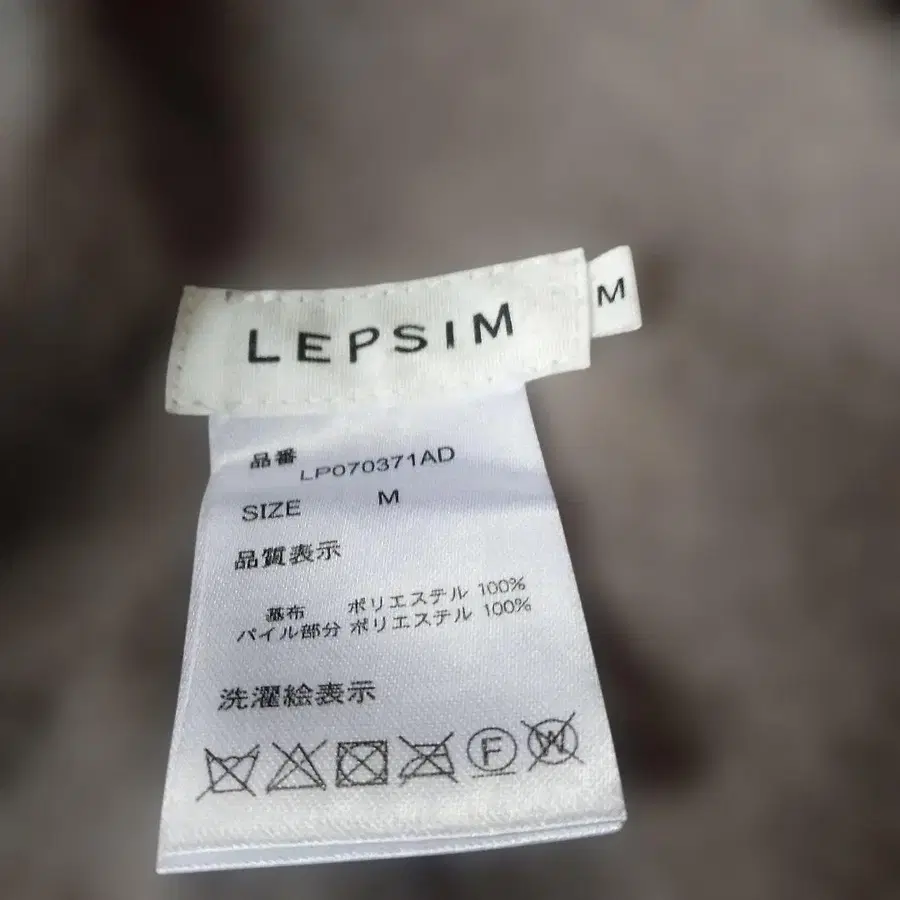 LEPSIM
M
品番 LP070371AD
SIZE M
品質表示
基布 ポリエステル 100%
パイル部分 ポリエステル 100%
洗濯絵表示
F W